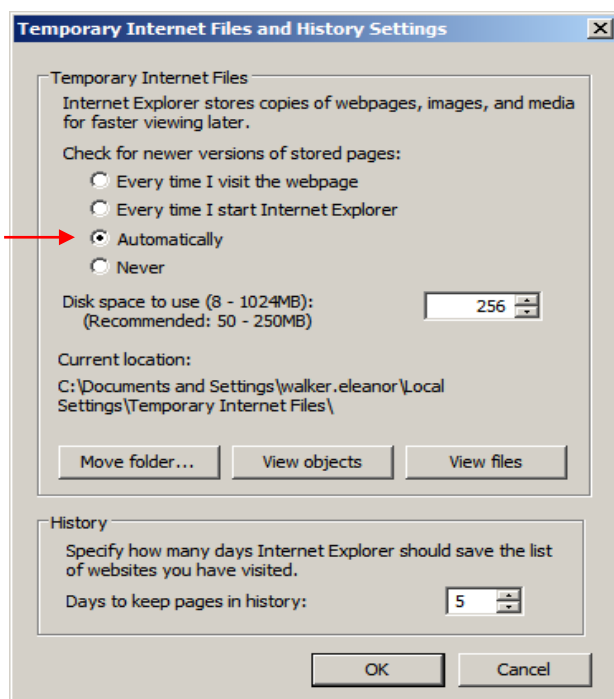 Temporary Internet Files and History Settings
Temporary Internet Files
Internet Explorer stores copies of webpages, images, and media
for faster viewing later.
Check for newer versions of stored pages:
Every time I visit the webpage
Every time I start Internet Explorer
Automatically
Never
Disk space to use (8 - 1024MB): 256
(Recommended: 50 - 250MB)
Current location:
C:\Documents and Settings\walker.eleanor\Local
Settings\Temporary Internet Files\
Move folder... View objects View files
History
Specify how many days Internet Explorer should save the list
of websites you have visited.
Days to keep pages in history: 5
OK Cancel